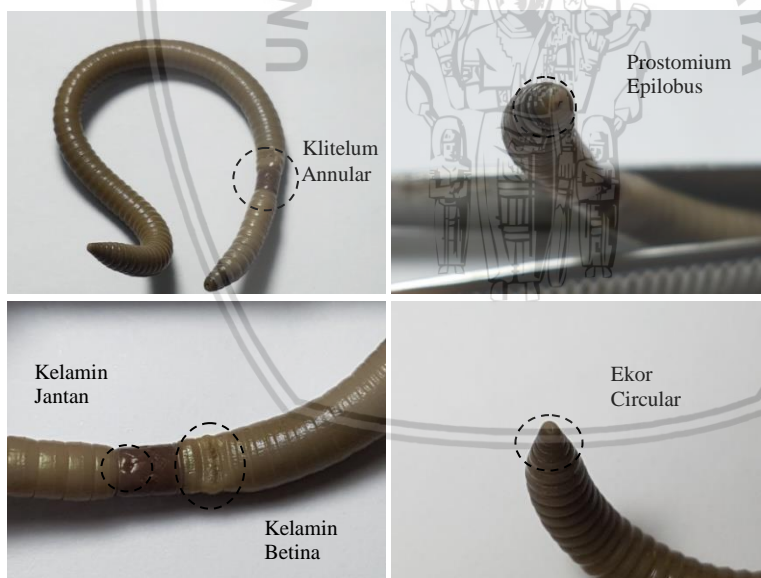 Klitelum
Annular
Prostomium
Epilobus
Kelamin
Jantan
Kelamin
Betina
Ekor
Circular